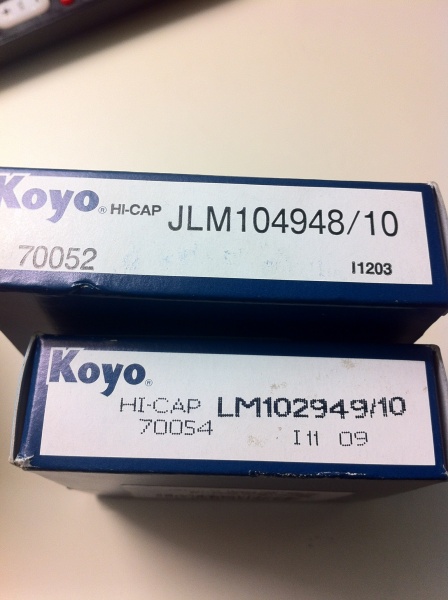 Koyo® HI-CAP JLM104948/10
70052 I1203
Koyo®
HI-CAP LM102949/10
70054 I11 09